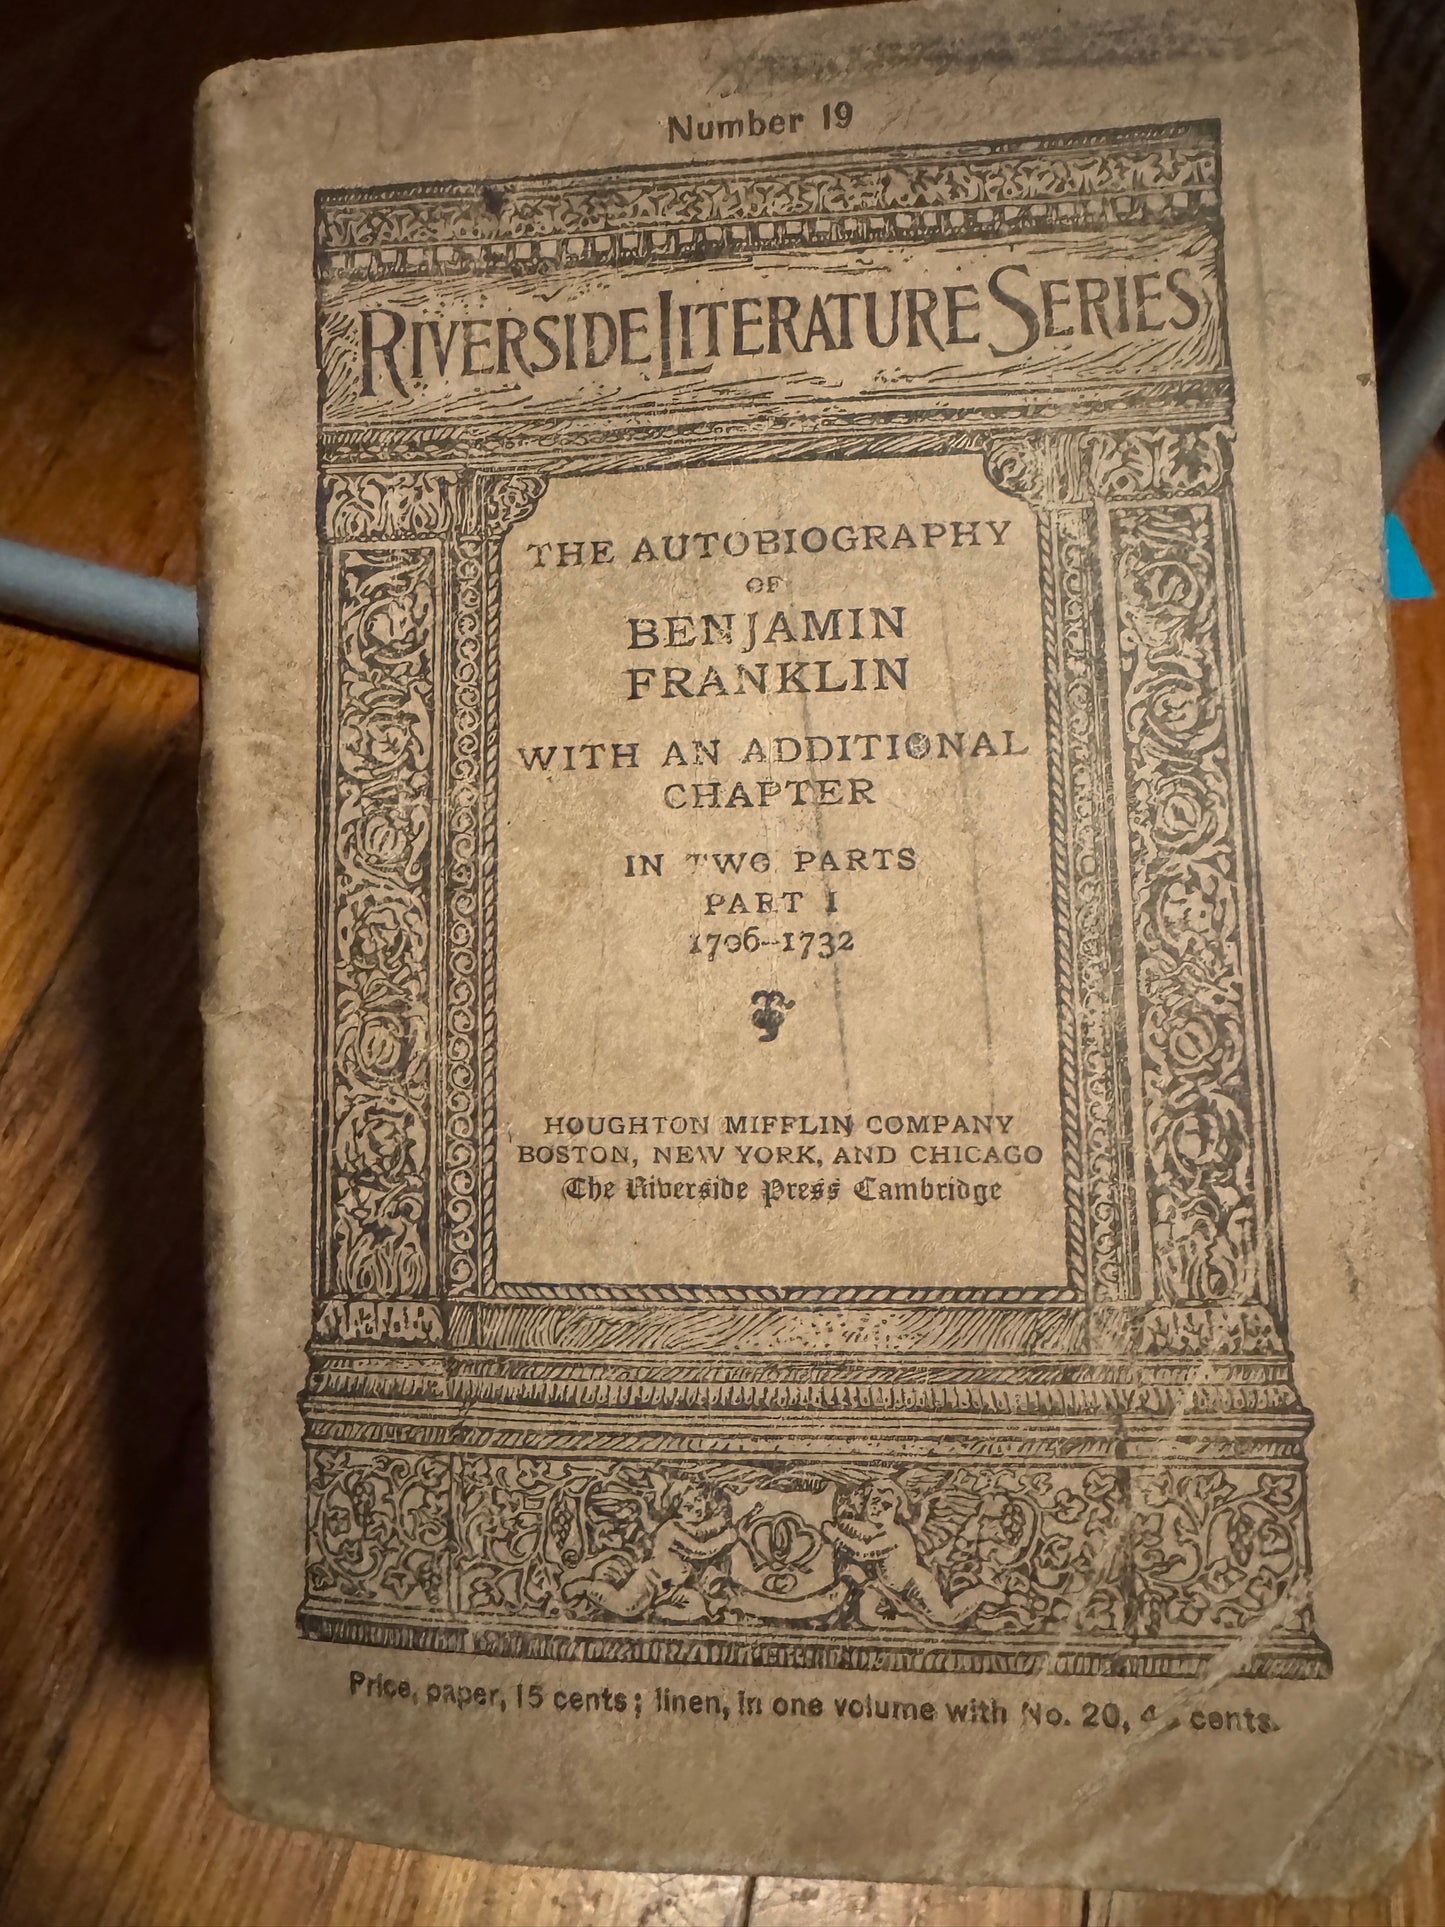 Number 19
RIVERSIDE LITERATURE SERIES
THE AUTOBIOGRAPHY
OF
BENJAMIN
FRANKLIN
WITH AN ADDITIONAL
CHAPTER
IN TWO PARTS
PART I
1706-1732
HOUGHTON MIFFLIN COMPANY
BOSTON, NEW YORK, AND CHICAGO
The Riverside Press Cambridge
Price, paper, 15 cents; linen, in one volume with No. 20, cents.